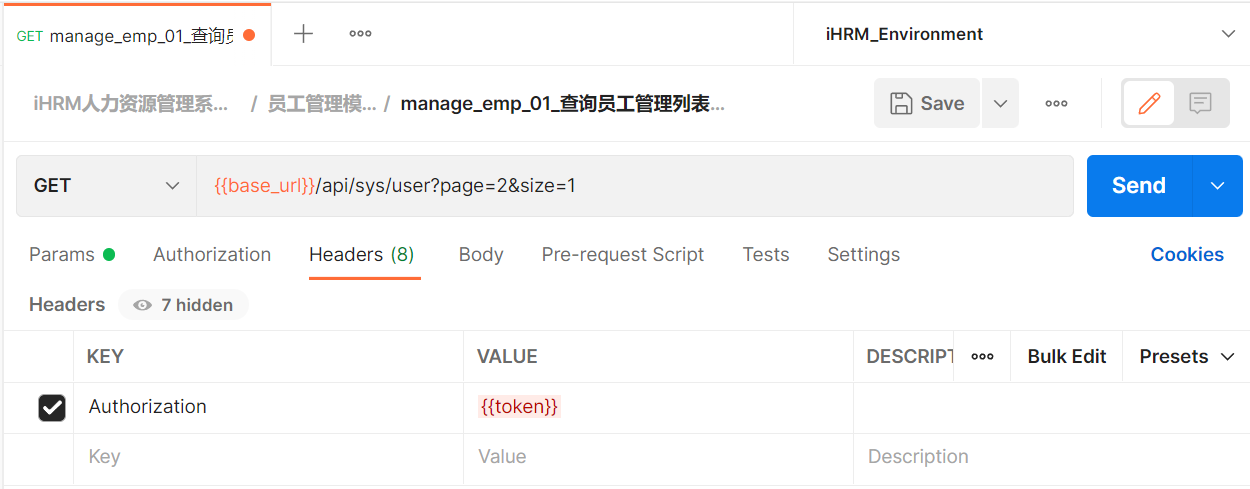 GET manage_emp_01_查询员
iHRM_Environment
iHRM人力资源管理系... / 员工管理模... / manage_emp_01_查询员工管理列表...
Save
GET {{base_url}}/api/sys/user?page=2&size=1 Send
Params Authorization Headers (8) Body Pre-request Script Tests Settings Cookies
Headers 7 hidden
KEY VALUE DESCRIPT Bulk Edit Presets
Authorization {{token}}
Key Value Description